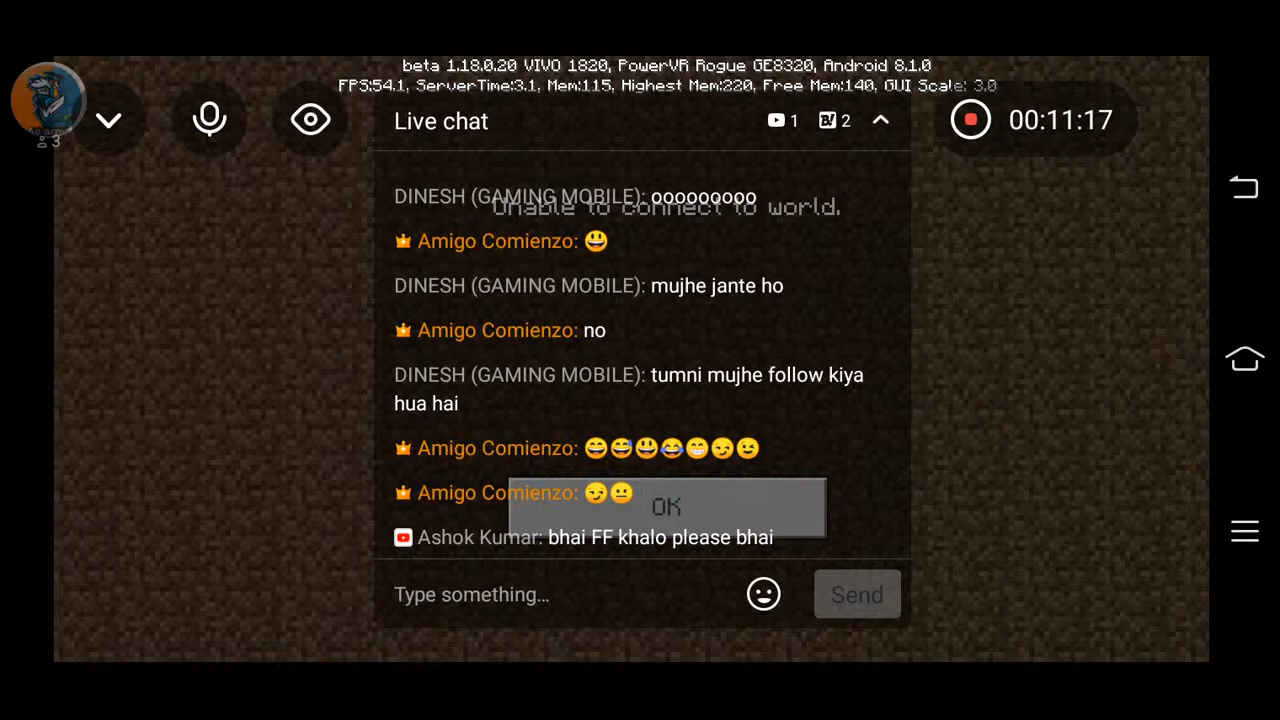 beta 1.18.0.20 VIVO 1820, PowerVR Rogue GE8320, Android 8.1.0
FPS:54.1, ServerTime:3.1, Mem:115, Highest Mem:220, Free Mem:140, GUI Scale: 3.0
3
Live chat
1
2
00:11:17
DINESH (GAMING MOBILE): ooooooooo
Unable to connect to world.
Amigo Comienzo: 😃
DINESH (GAMING MOBILE): mujhe jante ho
Amigo Comienzo: no
DINESH (GAMING MOBILE): tumni mujhe follow kiya
hua hai
Amigo Comienzo: 😄😅😃😂😁😏😉
Amigo Comienzo: 😏😐
OK
Ashok Kumar: bhai FF khalo please bhai
Type something...
Send